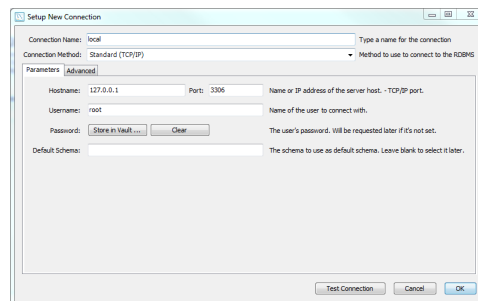 Setup New Connection
Connection Name: local Type a name for the connection
Connection Method: Standard (TCP/IP) Method to use to connect to the RDBMS
Parameters Advanced
Hostname: 127.0.0.1 Port: 3306 Name or IP address of the server host. - TCP/IP port.
Username: root Name of the user to connect with.
Password: Store in Vault ... Clear The user's password. Will be requested later if it's not set.
Default Schema: The schema to use as default schema. Leave blank to select it later.
Test Connection Cancel OK